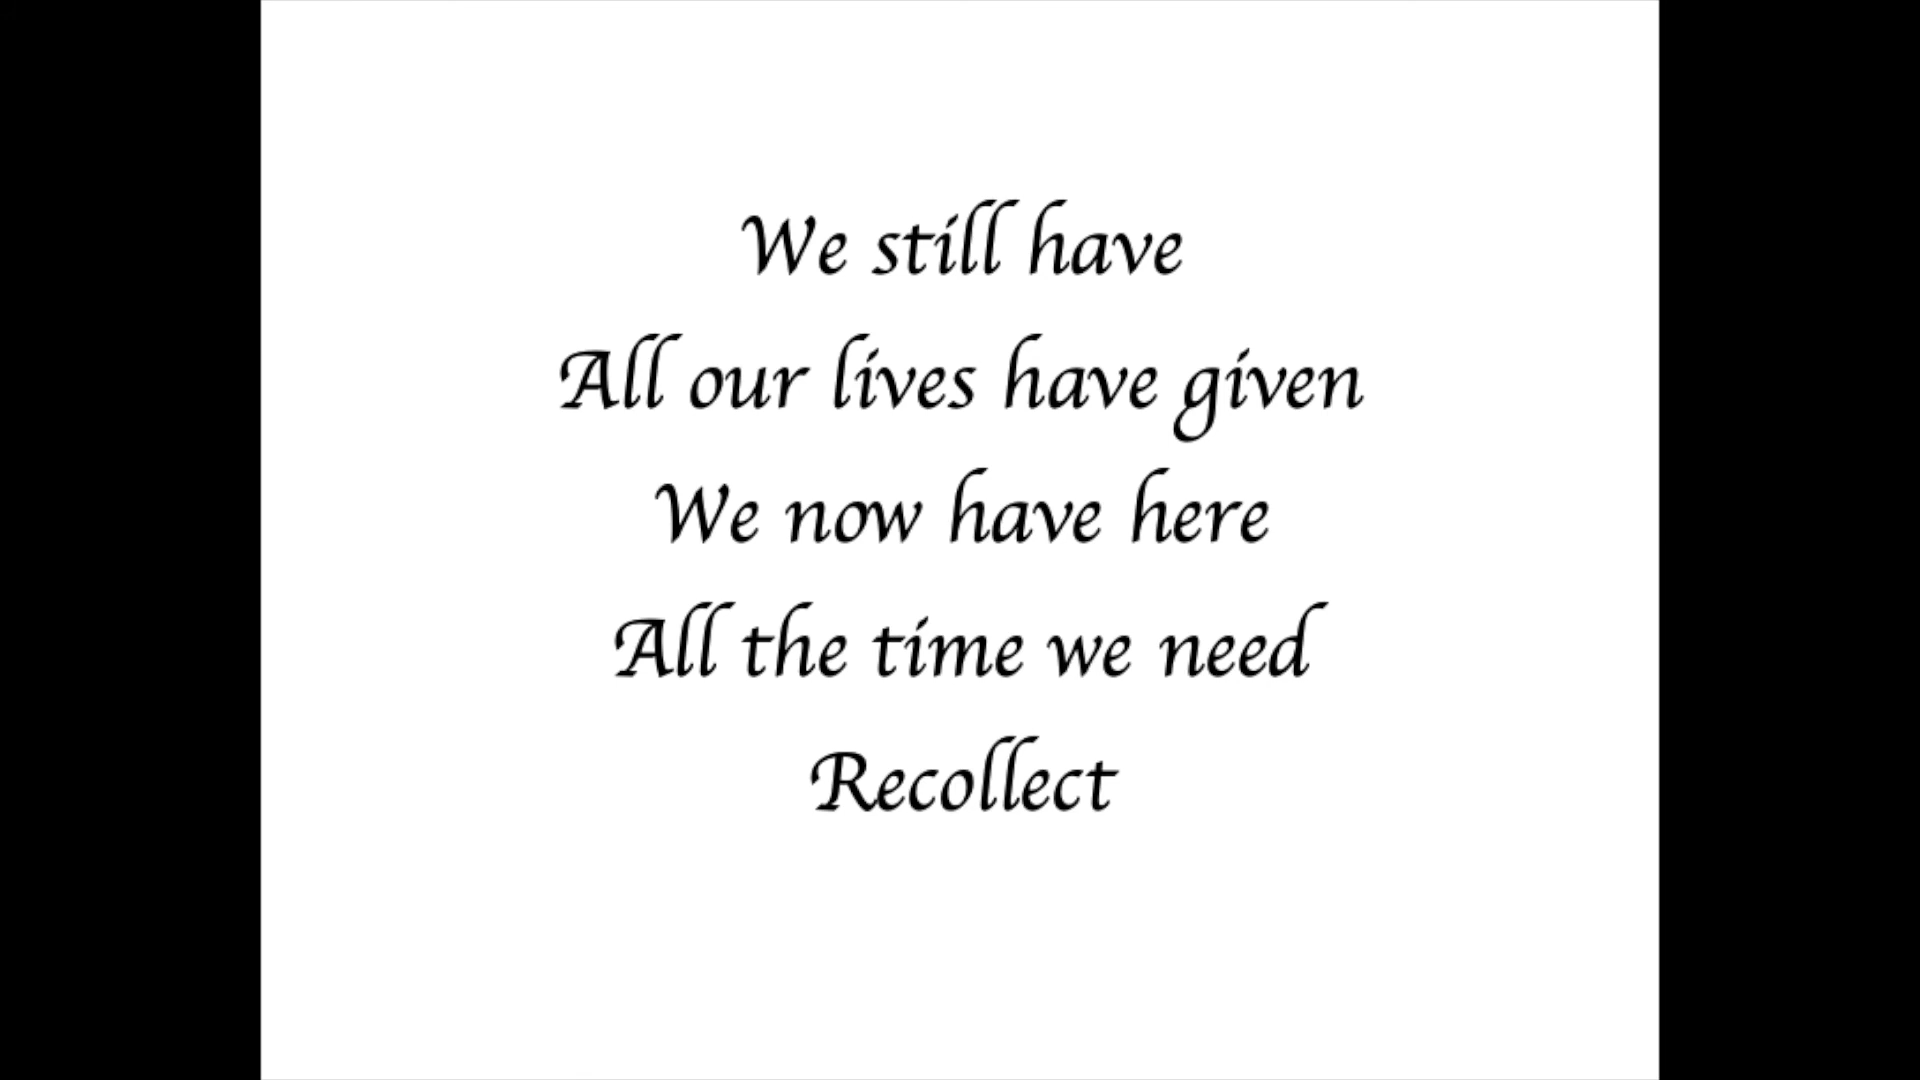 We still have
All our lives have given
We now have here
All the time we need
Recollect